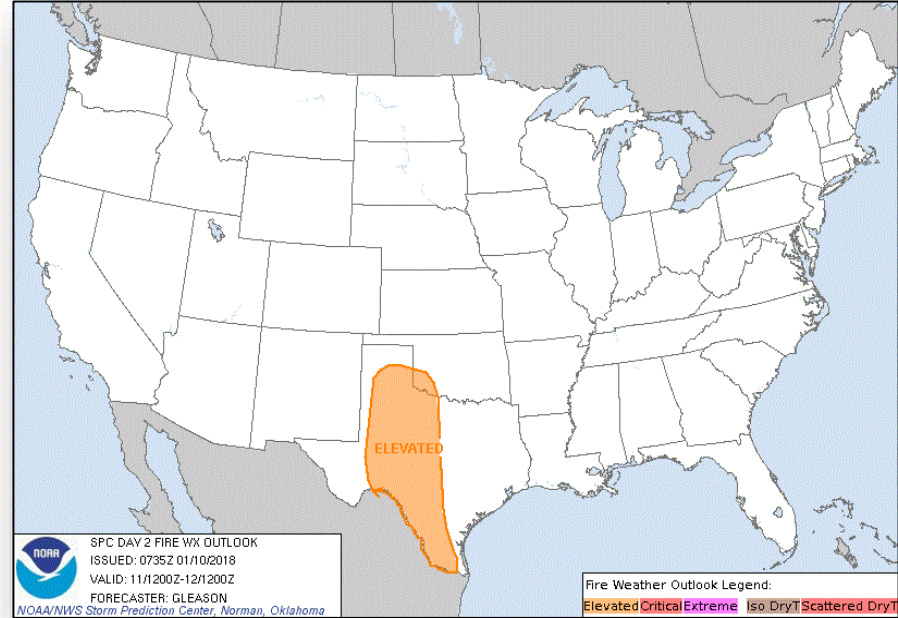 ELEVATED
NOAA
SPC DAY 2 FIRE WX OUTLOOK
ISSUED: 0735Z 01/10/2018
VALID: 11/1200Z-12/1200Z
FORECASTER: GLEASON
NOAA/NWS Storm Prediction Center, Norman, Oklahoma
Fire Weather Outlook Legend:
Elevated Critical Extreme Iso DryT Scattered DryT